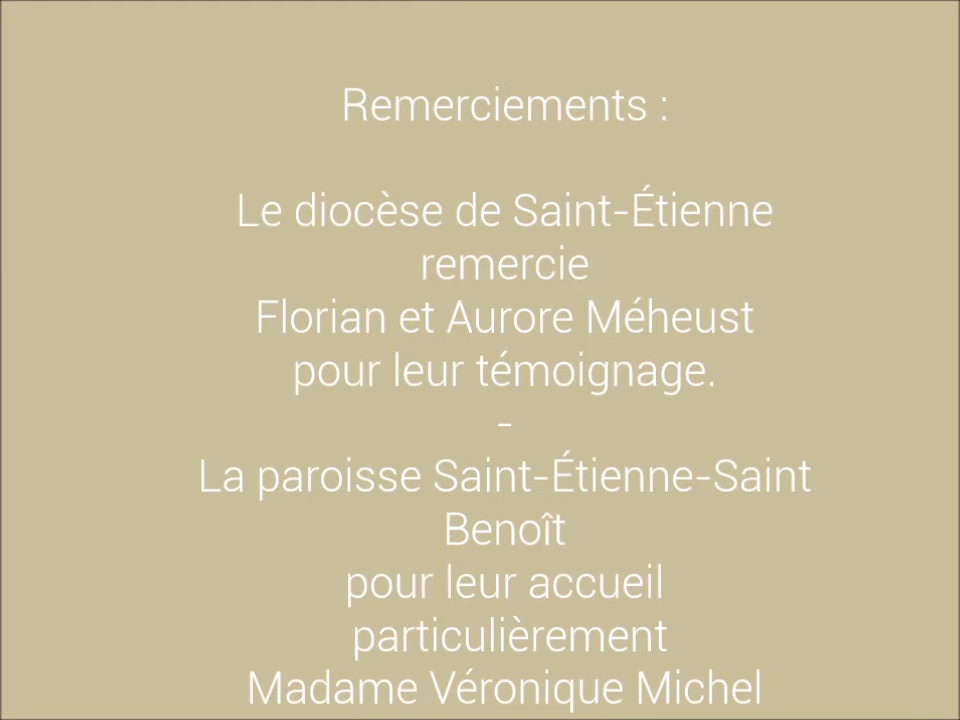 Remerciements :
Le diocèse de Saint-Étienne
remercie
Florian et Aurore Méheust
pour leur témoignage.
-
La paroisse Saint-Étienne-Saint
Benoît
pour leur accueil
particulièrement
Madame Véronique Michel